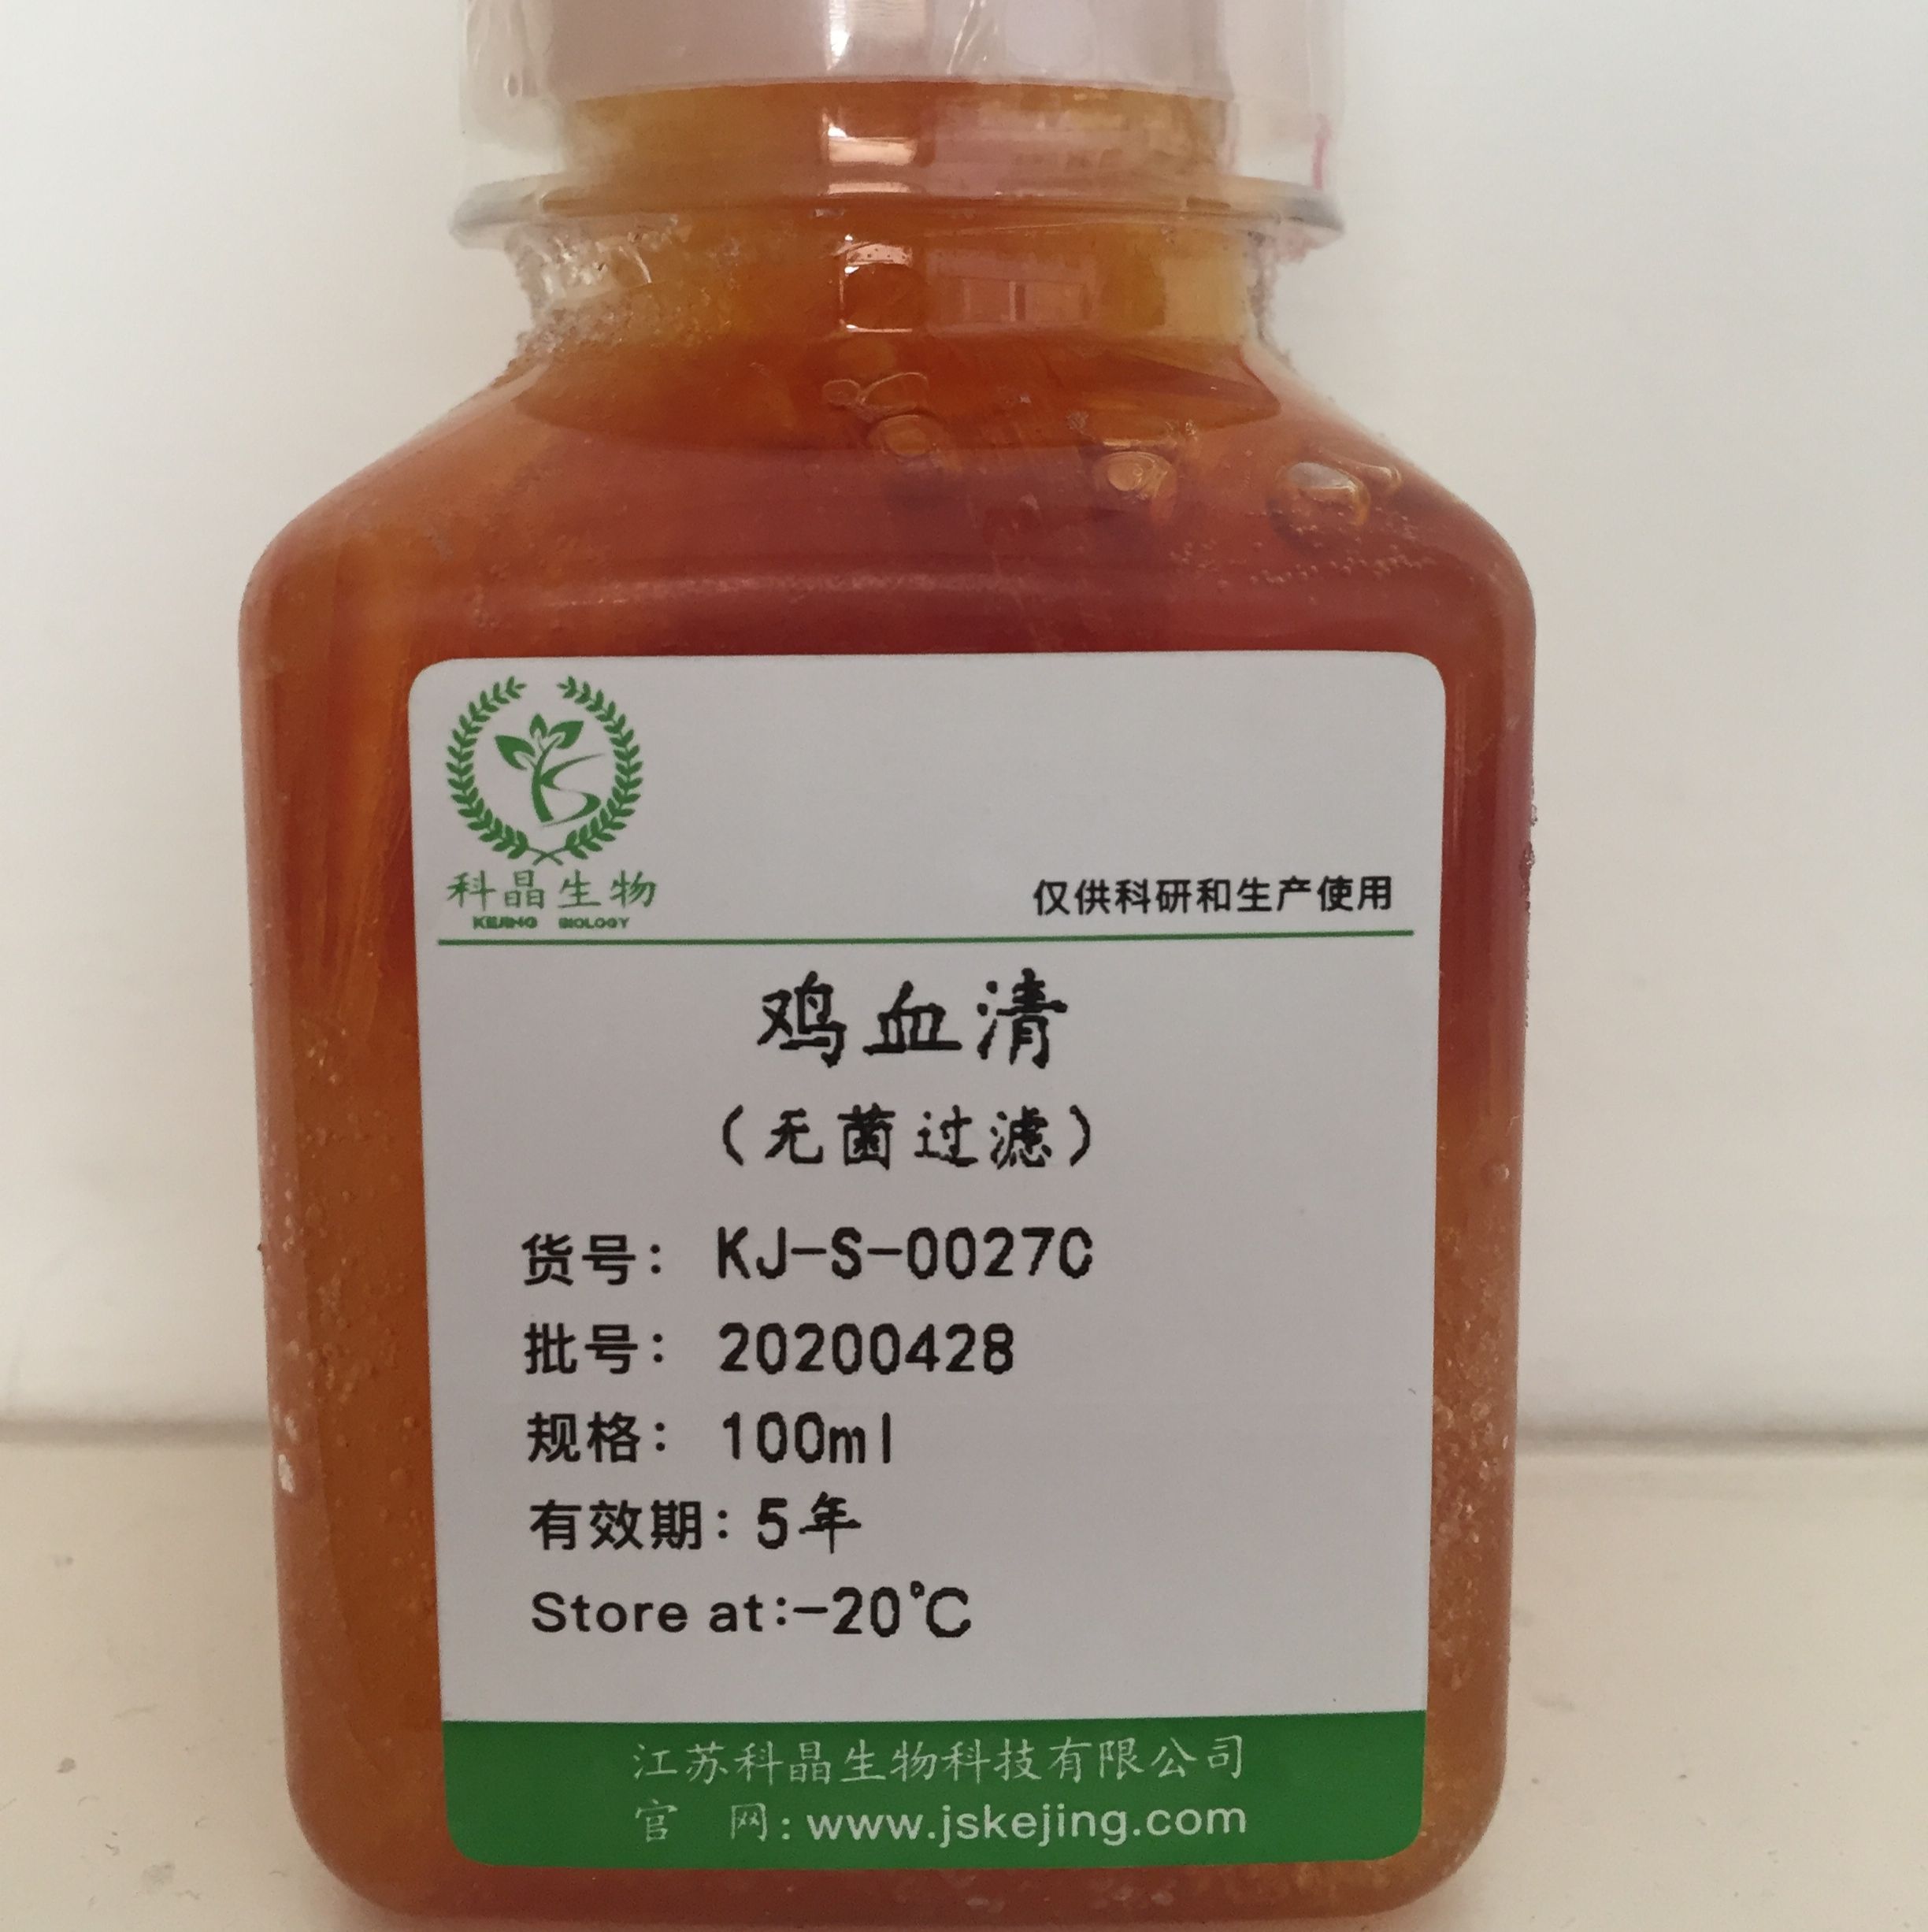 科晶生物
KEJING BIOLOGY
仅供科研和生产使用
鸡血清
（无菌过滤）
货号： KJ-S-0027C
批号： 20200428
规格： 100ml
有效期：5年
Store at:-20℃
江苏科晶生物科技有限公司
官 网：www.jskejing.com